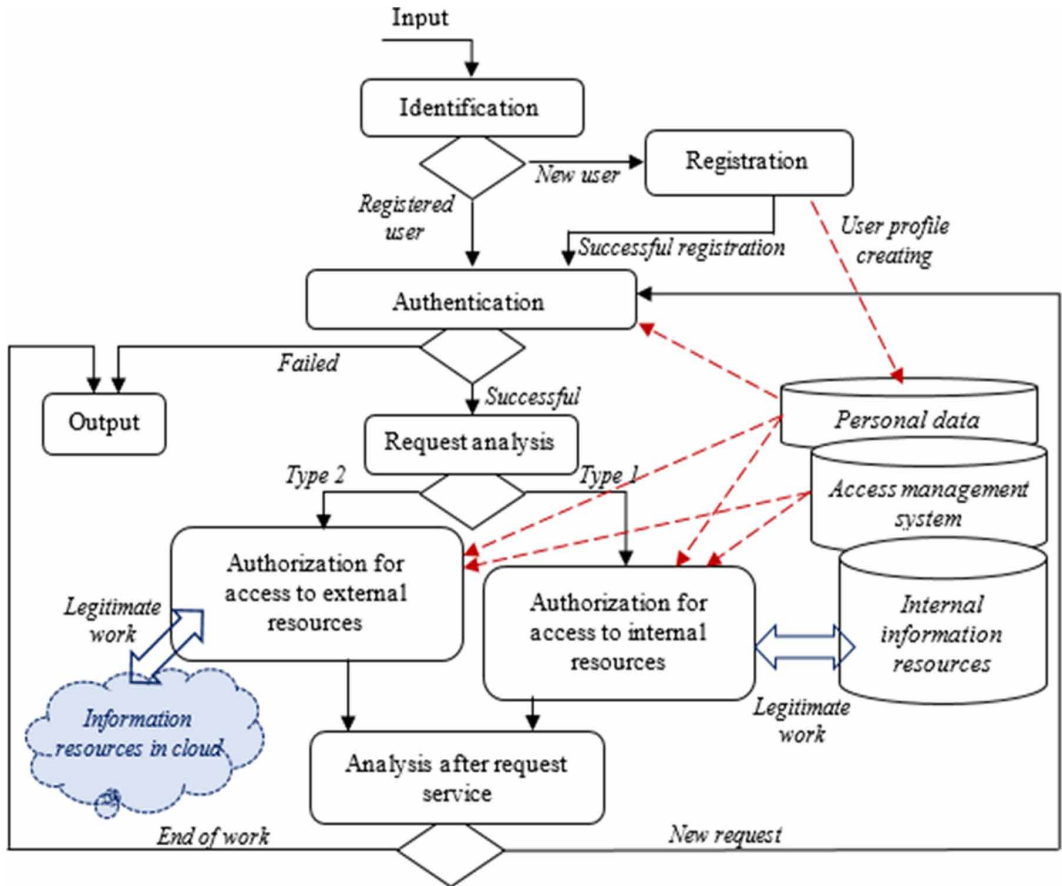 Input
Identification
New user
Registration
Registered
user
Successful registration
User profile
creating
Authentication
Failed
Output
Successful
Personal data
Request analysis
Type 2
Type 1
Access management
system
Authorization for
access to external
resources
Authorization for
access to internal
resources
Internal
information
resources
Legitimate
work
Legitimate
work
Information
resources in cloud
Analysis after request
service
End of work
New request